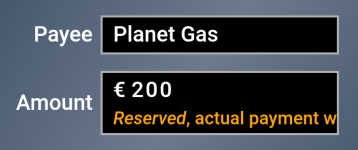 Payee Planet Gas
Amount € 200
Reserved, actual payment w